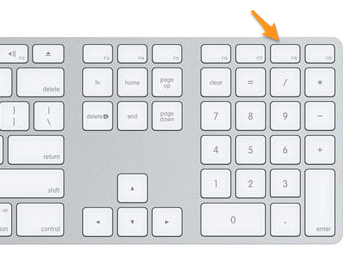 delete fn home page up clear = / *
{ [ } ] | \ delete end page down 7 8 9 −
return 4 5 6 +
shift 1 2 3
control 0 . enter